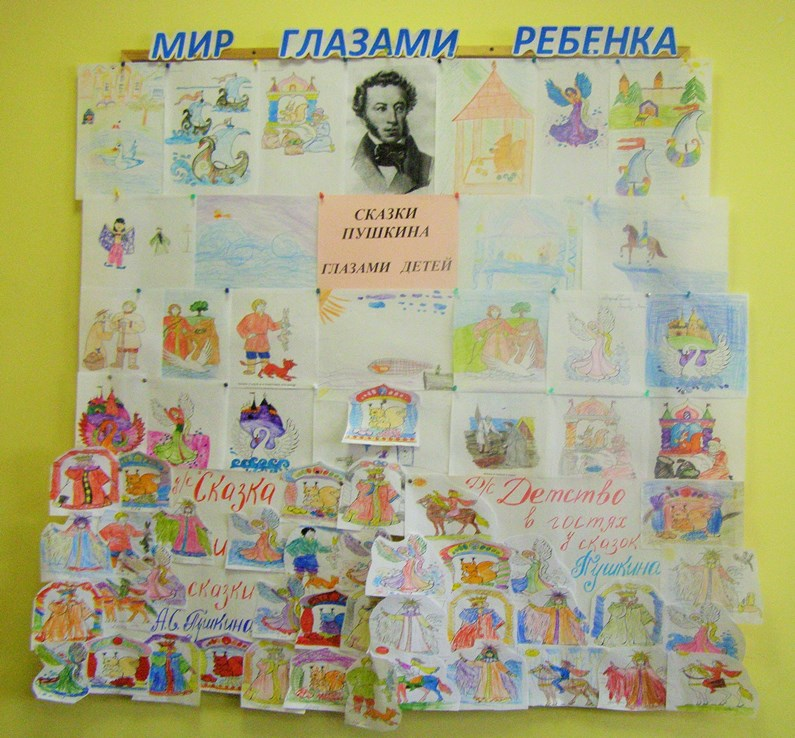 МИР ГЛАЗАМИ РЕБЕНКА
СКАЗКИ
ПУШКИНА
ГЛАЗАМИ ДЕТЕЙ
Д/с Сказка
и
сказки
А.С. Пушкина
Д/с Детство
в гостях
у сказок
Пушкина